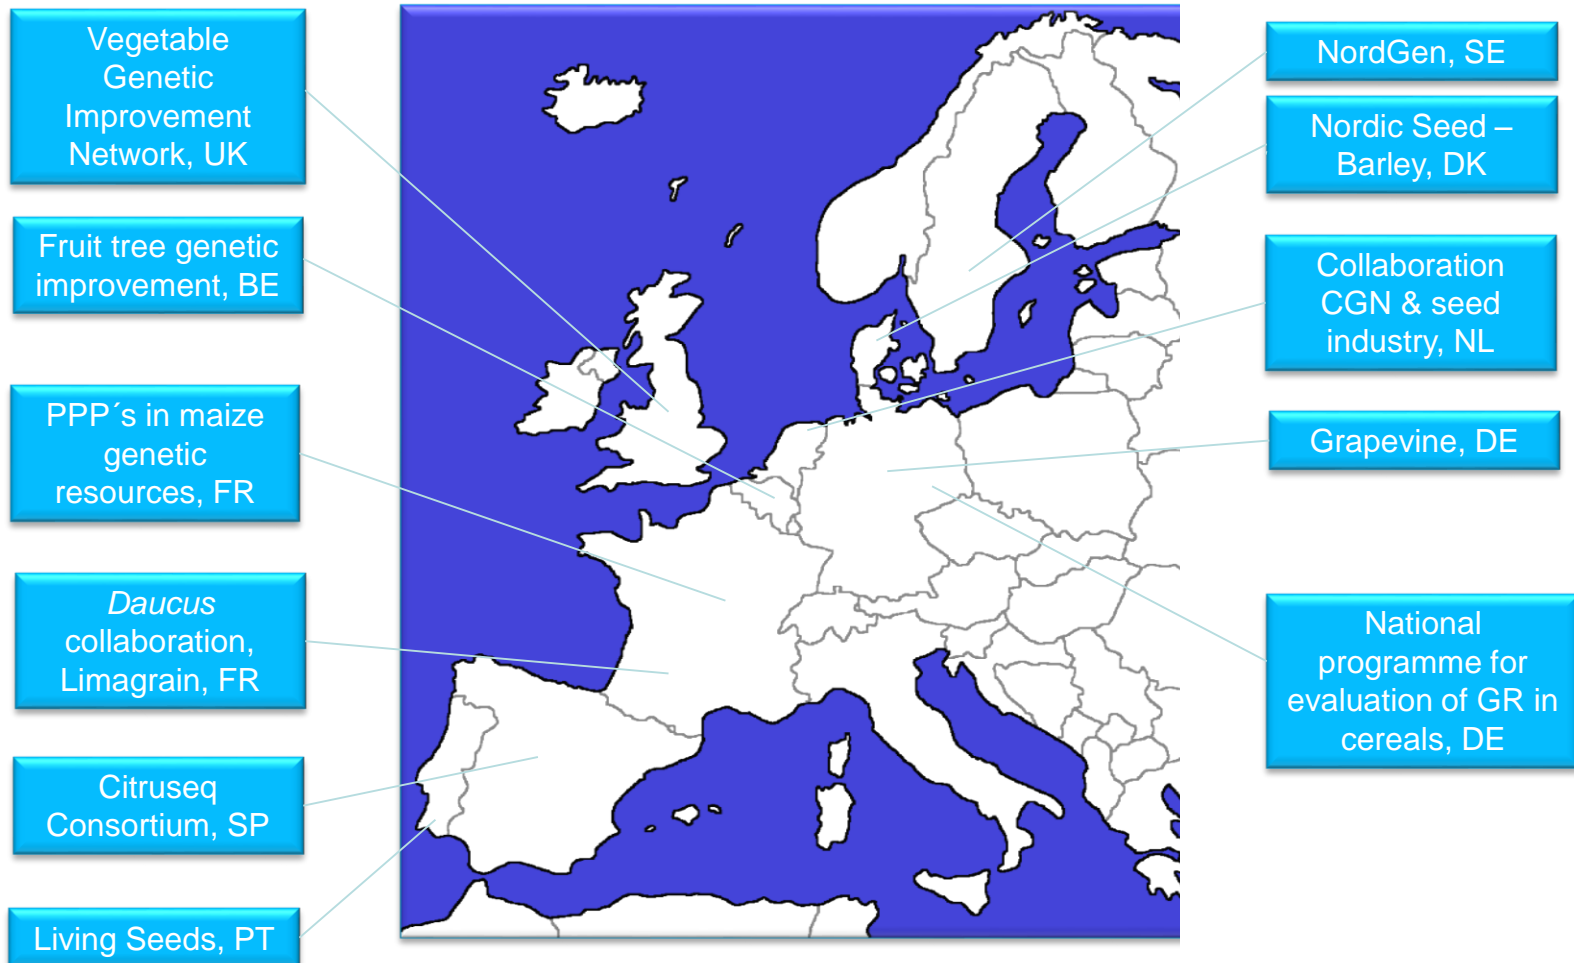 Vegetable
Genetic
Improvement
Network, UK
Fruit tree genetic
improvement, BE
PPP´s in maize
genetic
resources, FR
Daucus
collaboration,
Limagrain, FR
Citruseq
Consortium, SP
Living Seeds, PT
NordGen, SE
Nordic Seed –
Barley, DK
Collaboration
CGN & seed
industry, NL
Grapevine, DE
National
programme for
evaluation of GR in
cereals, DE